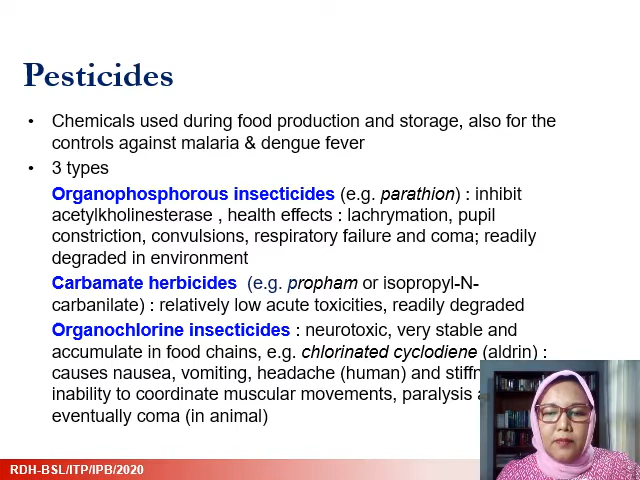 Pesticides
• Chemicals used during food production and storage, also for the
controls against malaria & dengue fever
• 3 types
Organophosphorous insecticides (e.g. parathion) : inhibit
acetylkholinesterase , health effects : lachrymation, pupil
constriction, convulsions, respiratory failure and coma; readily
degraded in environment
Carbamate herbicides (e.g. propham or isopropyl-N-
carbanilate) : relatively low acute toxicities, readily degraded
Organochlorine insecticides : neurotoxic, very stable and
accumulate in food chains, e.g. chlorinated cyclodiene (aldrin) :
causes nausea, vomiting, headache (human) and
inability to coordinate muscular movements, paralysis
eventually coma (in animal)
RDH-BSL/ITP/IPB/2020